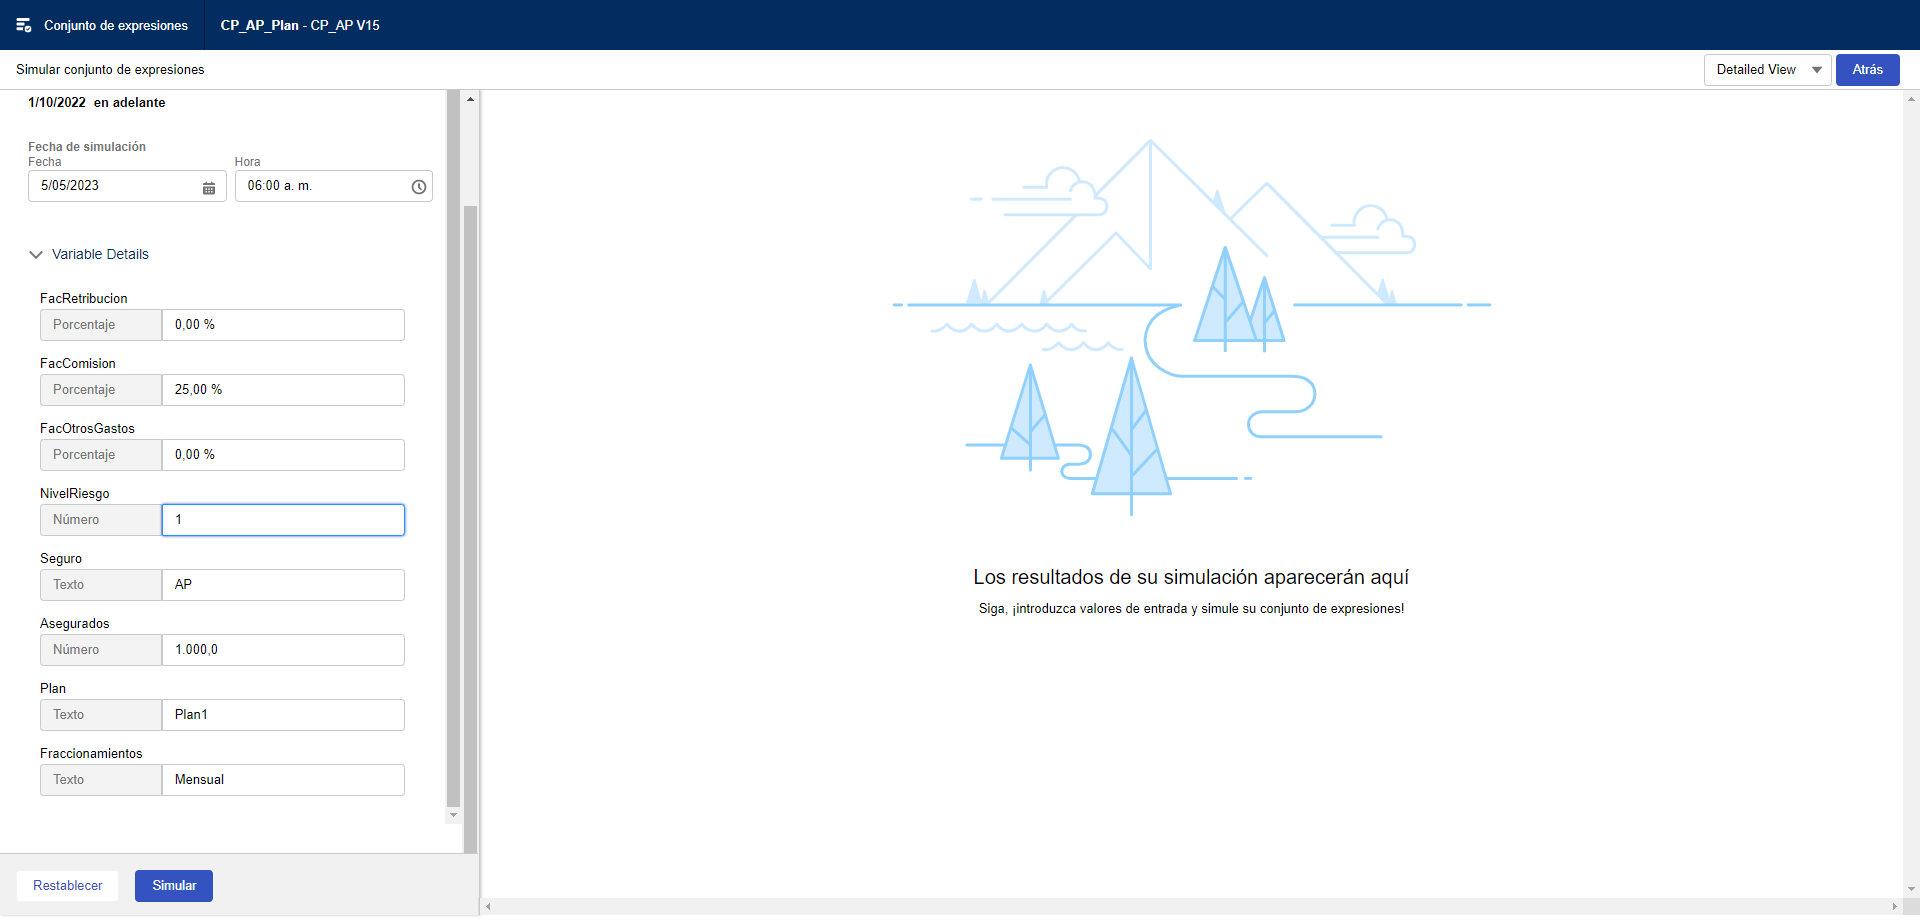 Conjunto de expresiones
CP_AP_Plan - CP_AP V15
Simular conjunto de expresiones
Detailed View
Atrás
1/10/2022 en adelante
Fecha de simulación
Fecha
Hora
5/05/2023
06:00 a. m.
Variable Details
FacRetribucion
Porcentaje
0,00 %
FacComision
Porcentaje
25,00 %
FacOtrosGastos
Porcentaje
0,00 %
NivelRiesgo
Número
1
Seguro
Texto
AP
Asegurados
Número
1.000,0
Plan
Texto
Plan1
Fraccionamientos
Texto
Mensual
Restablecer
Simular
Los resultados de su simulación aparecerán aquí
Siga, ¡introduzca valores de entrada y simule su conjunto de expresiones!